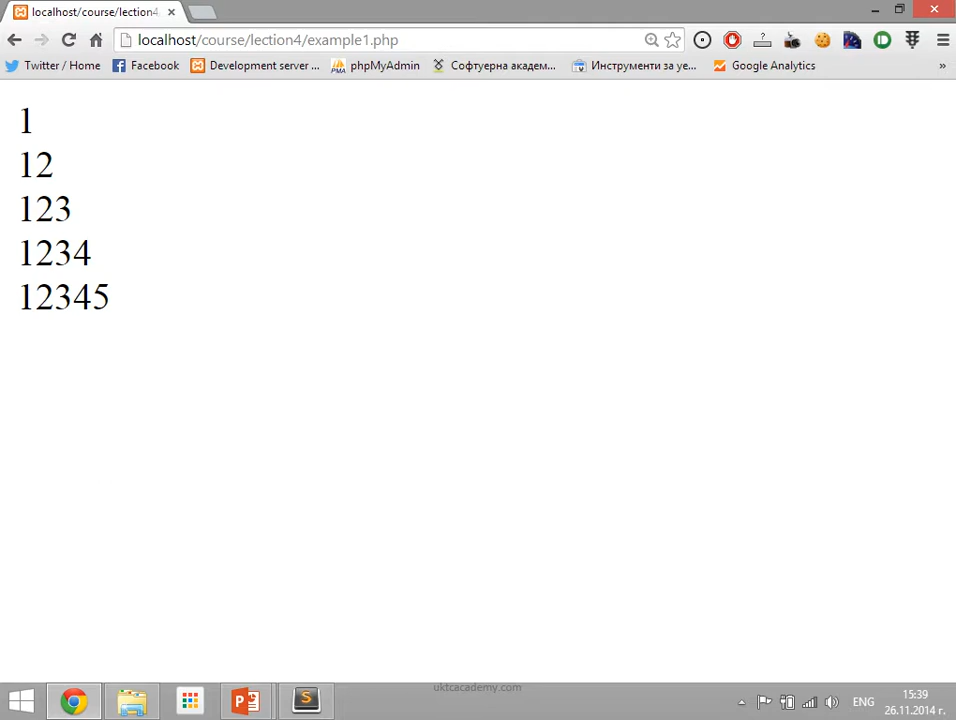 localhost/course/lection4
localhost/course/lection4/example1.php
Twitter / Home
Facebook
Development server ...
phpMyAdmin
Софтуерна академ...
Инструменти за уе...
Google Analytics
»
1
12
123
1234
12345
uktcacademy.com
ENG
15:39
26.11.2014 г.